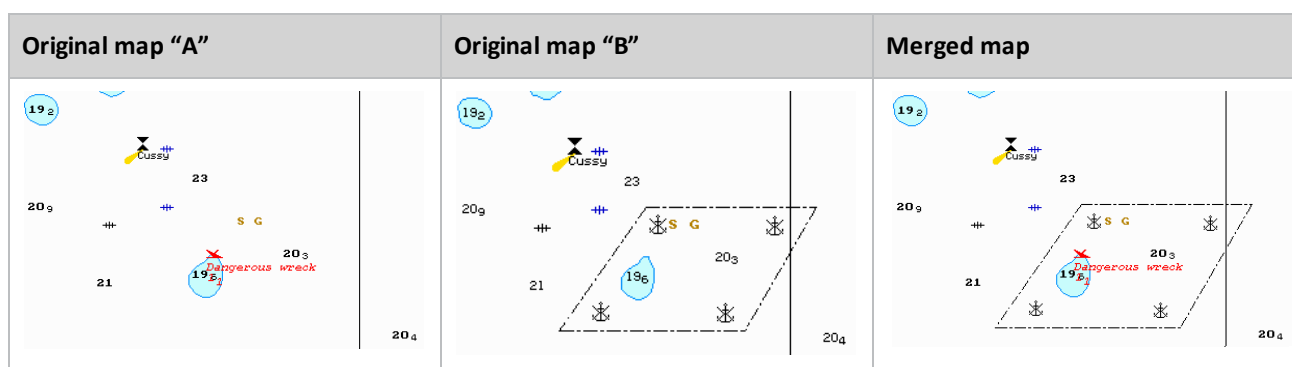 Original map “A” Original map “B” Merged map
19₂
Cussy
23
20₉
S G
20₃
Dangerous wreck
21
20₄
19₂
Cussy
23
20₉
S G
20₃
19₆
21
20₄
19₂
Cussy
23
20₉
S G
20₃
Dangerous wreck
21
20₄